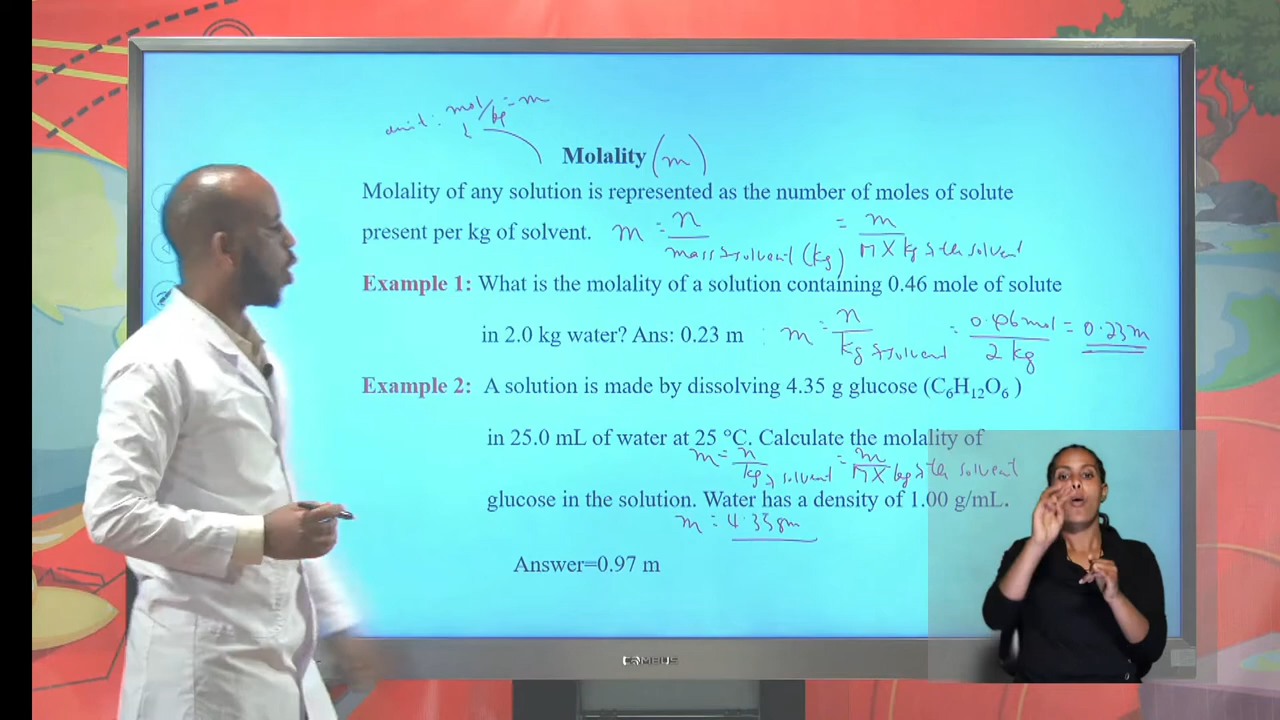 unit: mol/kg = m
Molality (m)
Molality of any solution is represented as the number of moles of solute
present per kg of solvent. m = n / mass of solvent (kg) = m / M X kg of the solvent
Example 1: What is the molality of a solution containing 0.46 mole of solute
in 2.0 kg water? Ans: 0.23 m : m = n / kg of solvent = 0.46 mol / 2 kg = 0.23 m
Example 2: A solution is made by dissolving 4.35 g glucose (C₆H₁₂O₆ )
in 25.0 mL of water at 25 °C. Calculate the molality of
m = n / kg of solvent = m / M X kg of the solvent
glucose in the solution. Water has a density of 1.00 g/mL.
m = 4.35 gm
Answer=0.97 m
CAMBUS